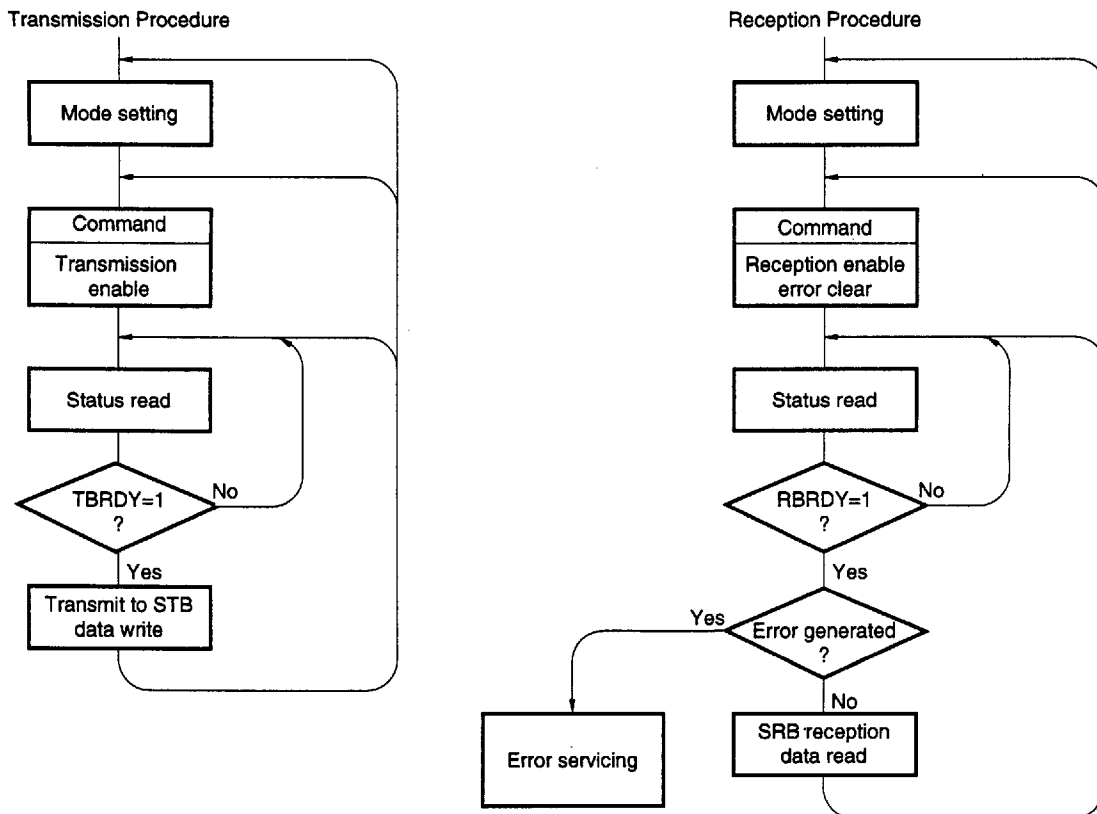 Transmission Procedure
Mode setting
Command
Transmission
enable
Status read
TBRDY=1
?
No
Yes
Transmit to STB
data write
Reception Procedure
Mode setting
Command
Reception enable
error clear
Status read
RBRDY=1
?
No
Yes
Error generated
?
Yes
No
Error servicing
SRB reception
data read